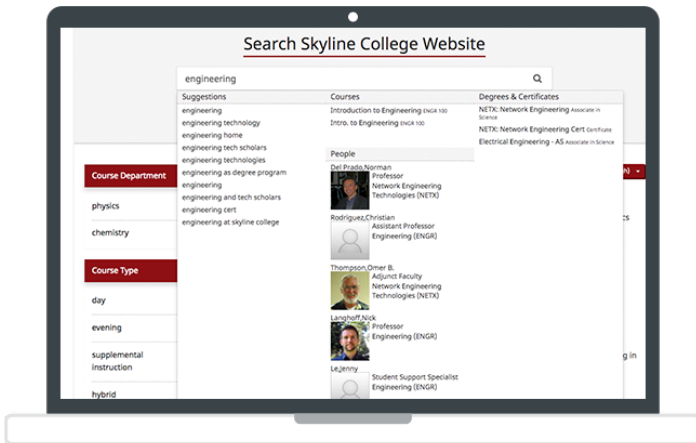 Search Skyline College Website
engineering
Suggestions
engineering
engineering technology
engineering home
engineering tech scholars
engineering technologies
engineering as degree program
engineering
engineering and tech scholars
engineering cert
engineering at skyline college
Courses
Introduction to Engineering ENGR 100
Intro. to Engineering ENGR 100
Degrees & Certificates
NETX: Network Engineering Associate in
Science
NETX: Network Engineering Cert Certificate
Electrical Engineering - AS Associate in Science
People
Del Prado,Norman
Professor
Network Engineering
Technologies (NETX)
Rodriguez,Christian
Assistant Professor
Engineering (ENGR)
Thompson,Omer B.
Adjunct Faculty
Network Engineering
Technologies (NETX)
Langhoff,Nick
Professor
Engineering (ENGR)
Le,Jenny
Student Support Specialist
Engineering (ENGR)
Course Department
physics
chemistry
Course Type
day
evening
supplemental
instruction
hybrid